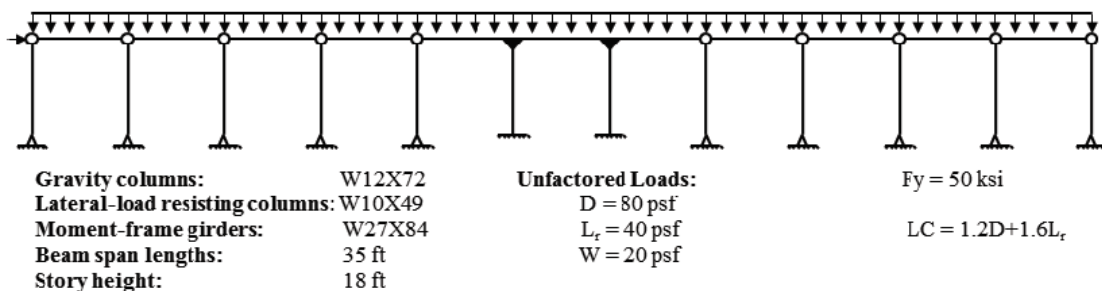 Gravity columns: W12X72 Unfactored Loads: Fy = 50 ksi
Lateral-load resisting columns: W10X49 D = 80 psf
Moment-frame girders: W27X84 Lr = 40 psf LC = 1.2D+1.6Lr
Beam span lengths: 35 ft W = 20 psf
Story height: 18 ft